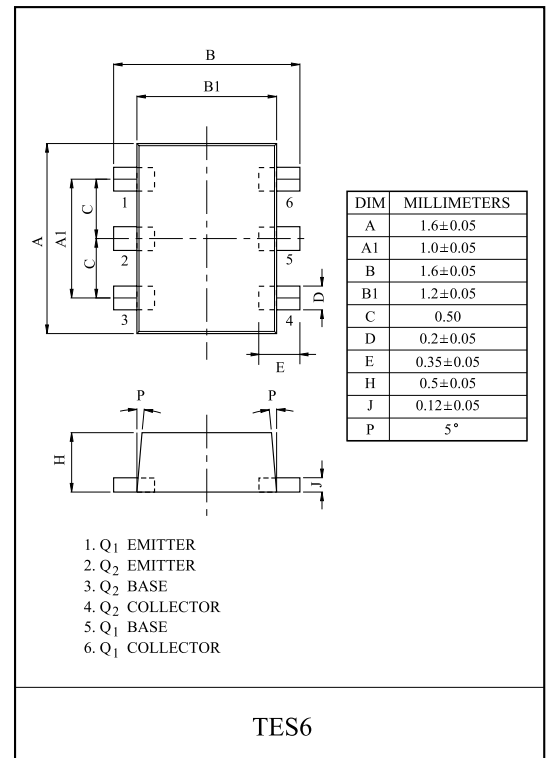 B
B1
A
A1
C
C
1
2
3
6
5
4
D
E
P
P
H
J
DIM MILLIMETERS
A 1.6±0.05
A1 1.0±0.05
B 1.6±0.05
B1 1.2±0.05
C 0.50
D 0.2±0.05
E 0.35±0.05
H 0.5±0.05
J 0.12±0.05
P 5°
1. Q1 EMITTER
2. Q2 EMITTER
3. Q2 BASE
4. Q2 COLLECTOR
5. Q1 BASE
6. Q1 COLLECTOR
TES6